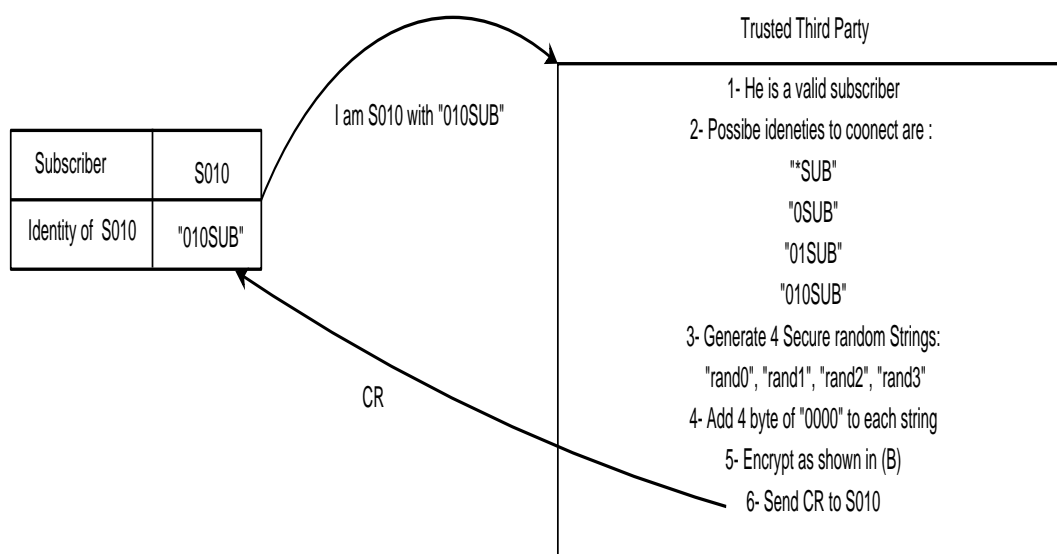 Trusted Third Party
I am S010 with "010SUB"
Subscriber
S010
Identity of S010
"010SUB"
1- He is a valid subscriber
2- Possibe ideneties to coonect are :
"*SUB"
"0SUB"
"01SUB"
"010SUB"
3- Generate 4 Secure random Strings:
"rand0", "rand1", "rand2", "rand3"
4- Add 4 byte of "0000" to each string
5- Encrypt as shown in (B)
6- Send CR to S010
CR